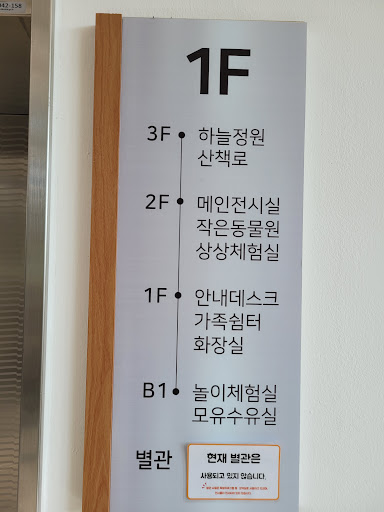 042-158
1F
3F 하늘정원
산책로
2F 메인전시실
작은동물원
상상체험실
1F 안내데스크
가족쉼터
화장실
B1 놀이체험실
모유수유실
별관
현재 별관은
사용되고 있지 않습니다.